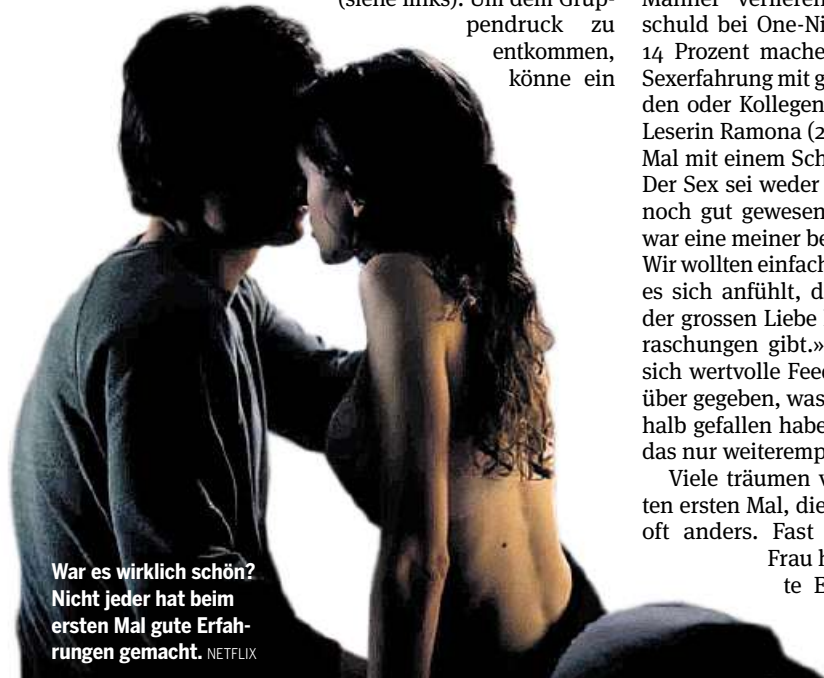 (siehe links). Um dem Grup-
pendruck zu
entkommen,
könne ein
Männer verlieren
schuld bei One-Ni
14 Prozent mache
Sexerfahrung mit g
den oder Kollegen
Leserin Ramona (2
Mal mit einem Sch
Der Sex sei weder
noch gut gewesen
war eine meiner be
Wir wollten einfach
es sich anfühlt, d
der grossen Liebe
raschungen gibt.»
sich wertvolle Feed
über gegeben, was
halb gefallen habe
das nur weiteremp
Viele träumen v
ten ersten Mal, die
oft anders. Fast
Frau h
te E
War es wirklich schön?
Nicht jeder hat beim
ersten Mal gute Erfah-
rungen gemacht. NETFLIX